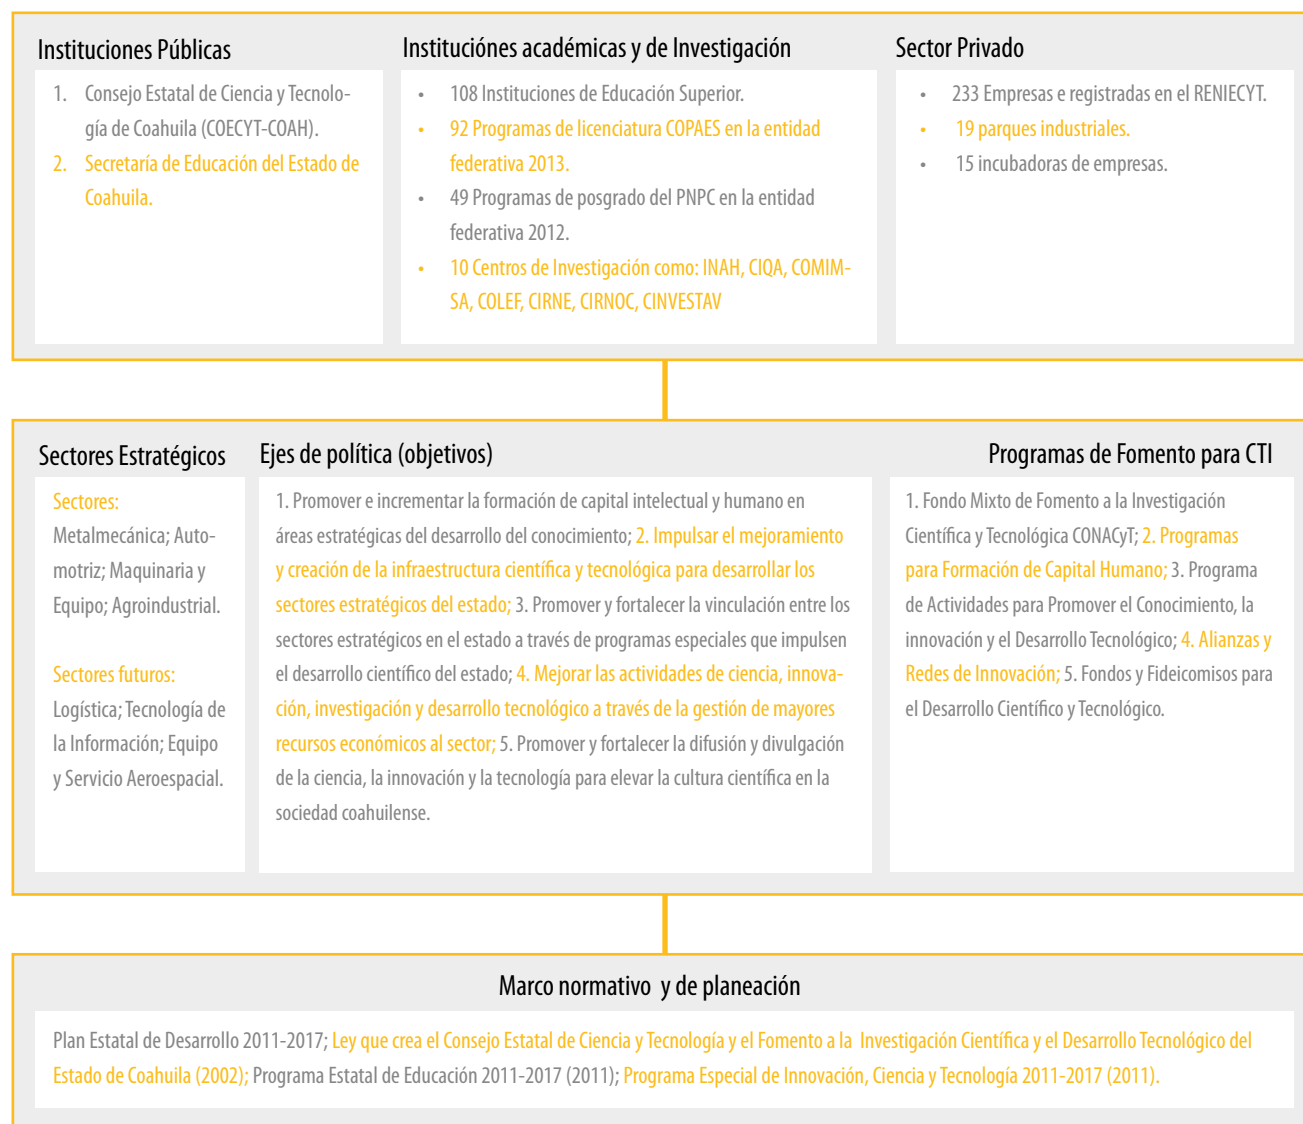 Instituciones Públicas
1. Consejo Estatal de Ciencia y Tecnolo-
gía de Coahuila (COECYT-COAH).
2. Secretaría de Educación del Estado de
Coahuila.
Instituciónes académicas y de Investigación
• 108 Instituciones de Educación Superior.
• 92 Programas de licenciatura COPAES en la entidad
federativa 2013.
• 49 Programas de posgrado del PNPC en la entidad
federativa 2012.
• 10 Centros de Investigación como: INAH, CIQA, COMIM-
SA, COLEF, CIRNE, CIRNOC, CINVESTAV
Sector Privado
• 233 Empresas e registradas en el RENIECYT.
• 19 parques industriales.
• 15 incubadoras de empresas.
Sectores Estratégicos
Sectores:
Metalmecánica; Auto-
motriz; Maquinaria y
Equipo; Agroindustrial.
Sectores futuros:
Logística; Tecnología de
la Información; Equipo
y Servicio Aeroespacial.
Ejes de política (objetivos)
1. Promover e incrementar la formación de capital intelectual y humano en
áreas estratégicas del desarrollo del conocimiento; 2. Impulsar el mejoramiento
y creación de la infraestructura científica y tecnológica para desarrollar los
sectores estratégicos del estado; 3. Promover y fortalecer la vinculación entre los
sectores estratégicos en el estado a través de programas especiales que impulsen
el desarrollo científico del estado; 4. Mejorar las actividades de ciencia, innova-
ción, investigación y desarrollo tecnológico a través de la gestión de mayores
recursos económicos al sector; 5. Promover y fortalecer la difusión y divulgación
de la ciencia, la innovación y la tecnología para elevar la cultura científica en la
sociedad coahuilense.
Programas de Fomento para CTI
1. Fondo Mixto de Fomento a la Investigación
Científica y Tecnológica CONACyT; 2. Programas
para Formación de Capital Humano; 3. Programa
de Actividades para Promover el Conocimiento, la
innovación y el Desarrollo Tecnológico; 4. Alianzas y
Redes de Innovación; 5. Fondos y Fideicomisos para
el Desarrollo Científico y Tecnológico.
Marco normativo y de planeación
Plan Estatal de Desarrollo 2011-2017; Ley que crea el Consejo Estatal de Ciencia y Tecnología y el Fomento a la Investigación Científica y el Desarrollo Tecnológico del
Estado de Coahuila (2002); Programa Estatal de Educación 2011-2017 (2011); Programa Especial de Innovación, Ciencia y Tecnología 2011-2017 (2011).